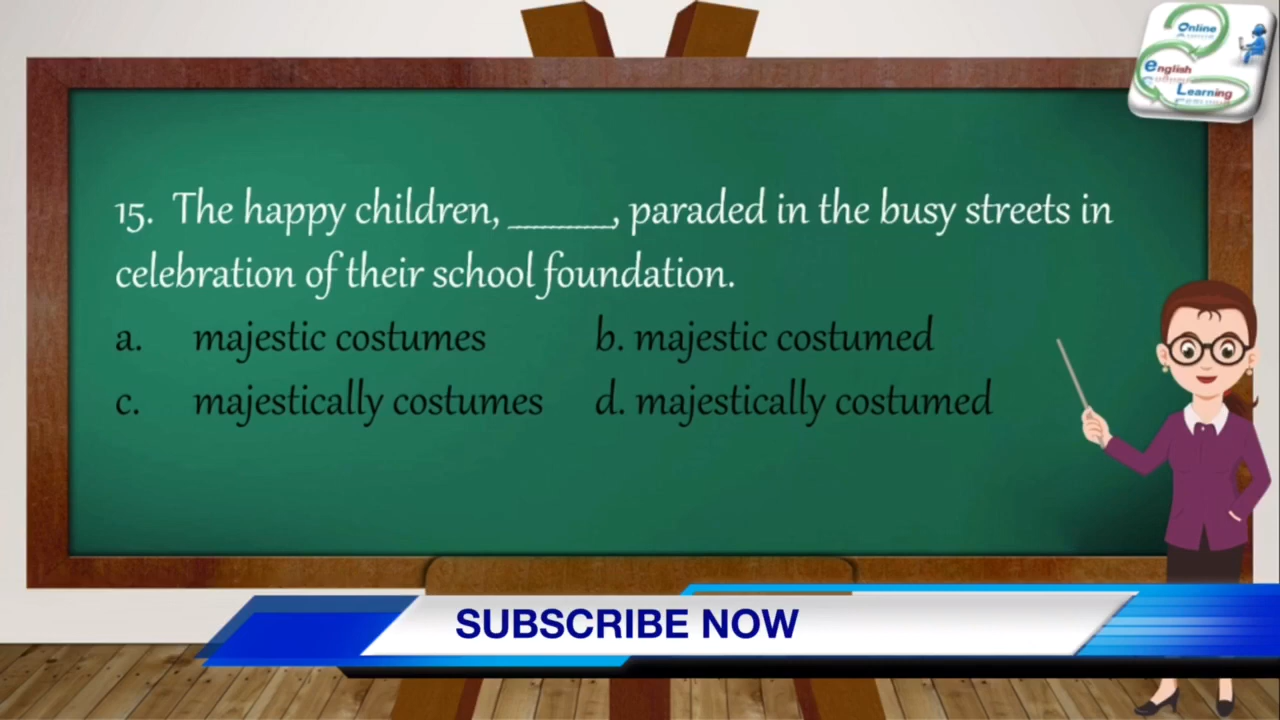 Online
English
Learning
15. The happy children, ________, paraded in the busy streets in
celebration of their school foundation.
a. majestic costumes b. majestic costumed
c. majestically costumes d. majestically costumed
SUBSCRIBE NOW